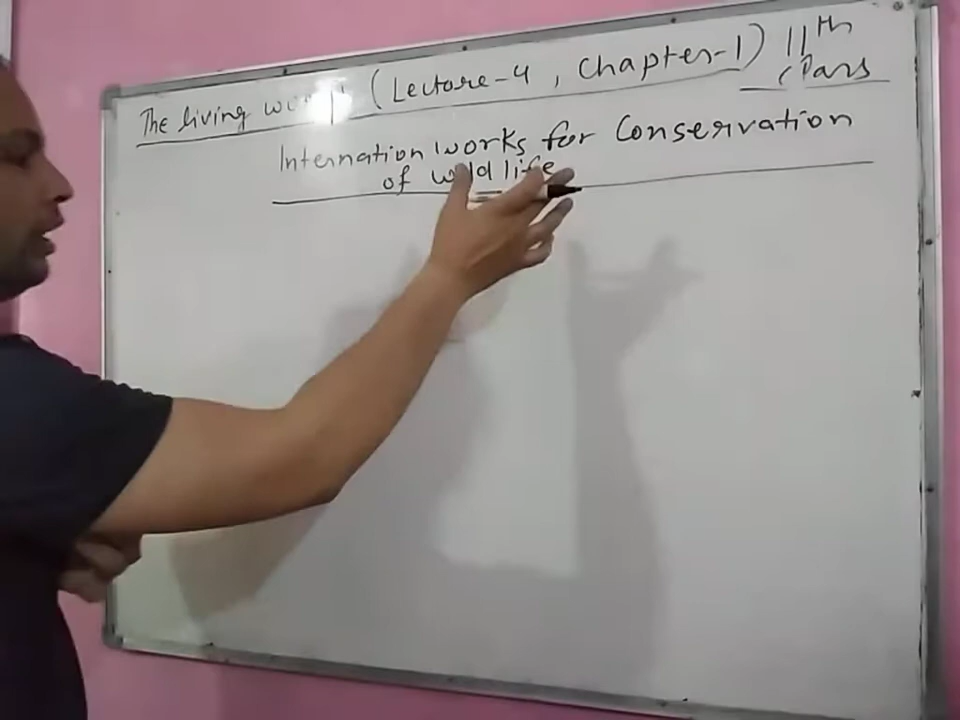 The living world (Lecture-4, Chapter-1) 11th
Class
Internation works for Conservation
of wild life